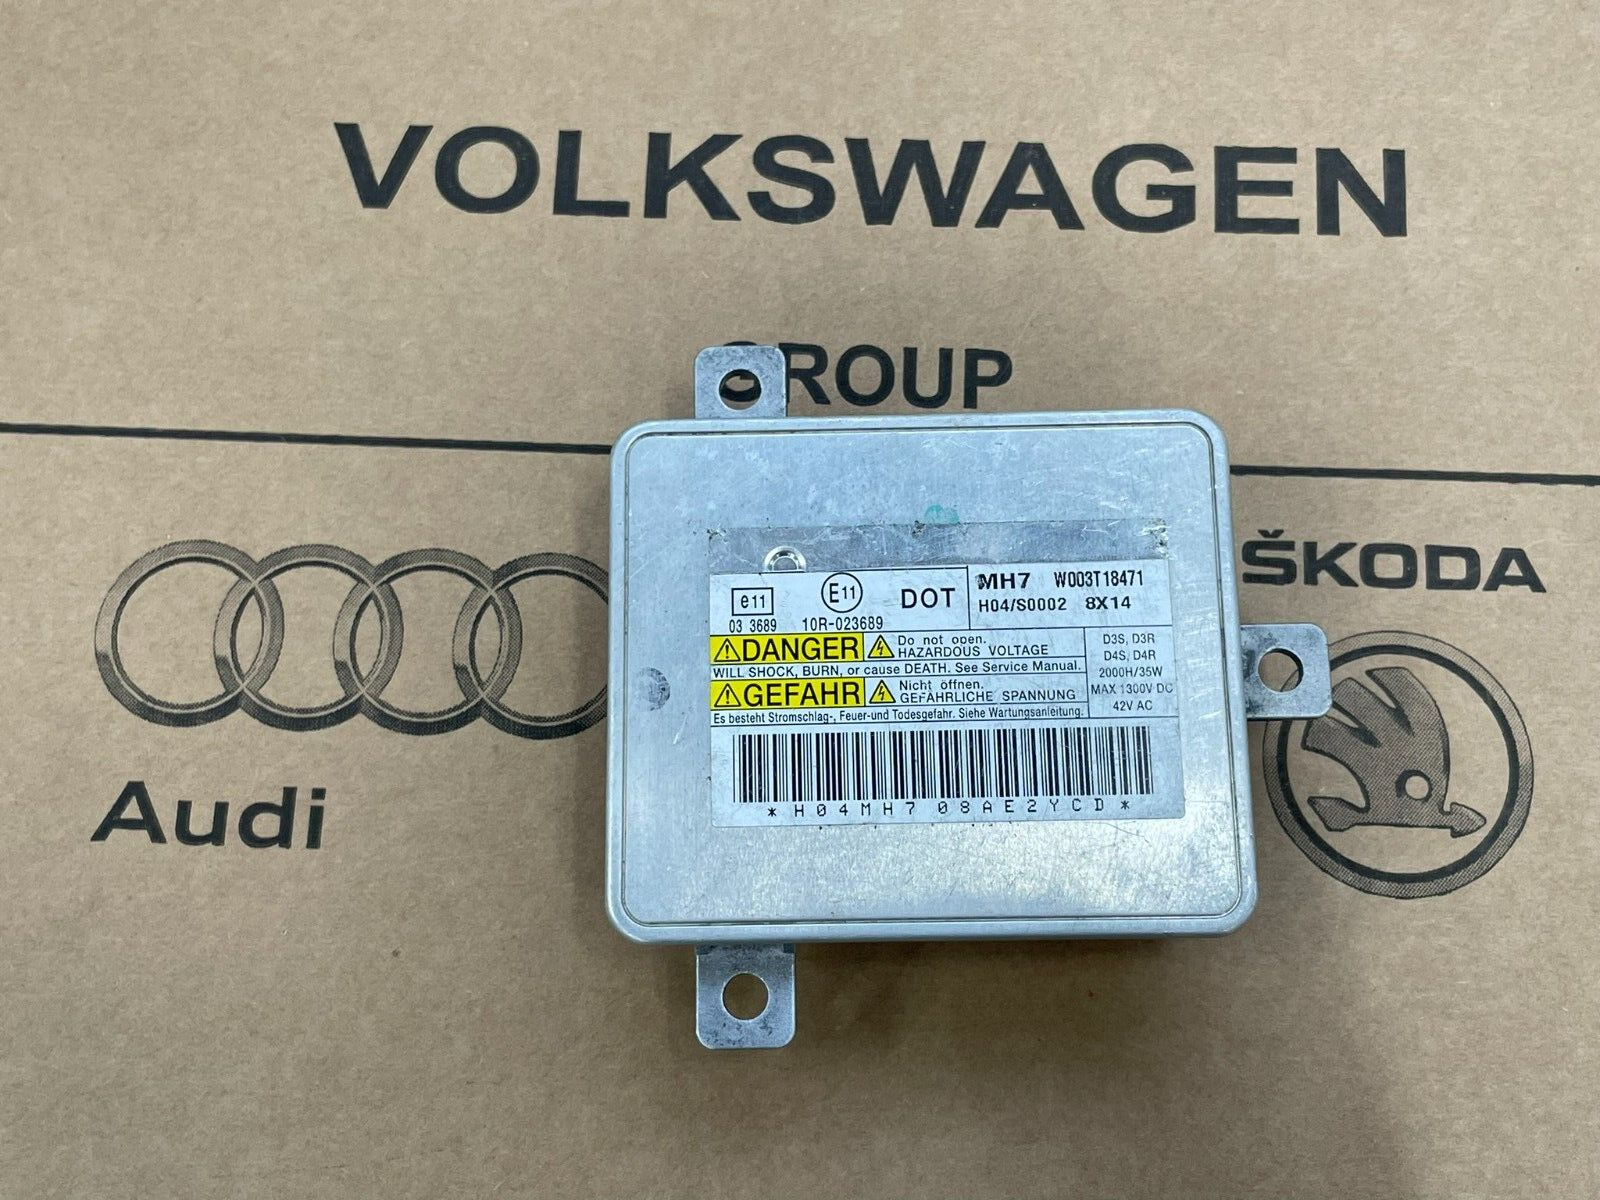 VOLKSWAGEN
GROUP
Audi
ŠKODA
e11
E11
DOT
03 3689
10R-023689
MH7 W003T18471
H04/S0002 8X14
DANGER
Do not open.
HAZARDOUS VOLTAGE
WILL SHOCK, BURN, or cause DEATH. See Service Manual.
GEFAHR
Nicht öffnen.
GEFÄHRLICHE SPANNUNG
Es besteht Stromschlag-, Feuer-und Todesgefahr. Siehe Wartungsanleitung.
D3S, D3R
D4S, D4R
2000H/35W
MAX 1300V DC
42V AC
*H04MH708AE2YCD*